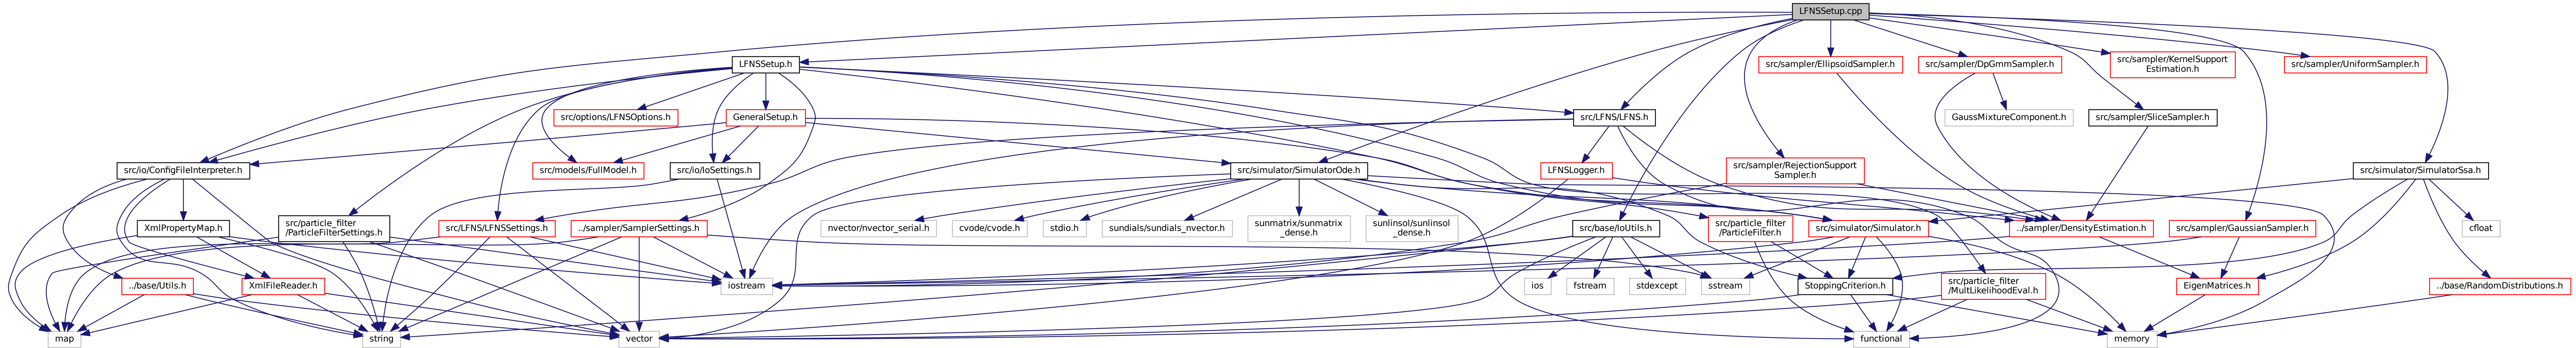 LFNSSetup.cpp
LFNSSetup.h
src/sampler/EllipsoidSampler.h
src/sampler/DpGmmSampler.h
src/sampler/KernelSupport
Estimation.h
src/sampler/UniformSampler.h
src/options/LFNSOptions.h
GeneralSetup.h
src/LFNS/LFNS.h
GaussMixtureComponent.h
src/sampler/SliceSampler.h
src/io/ConfigFileInterpreter.h
src/models/FullModel.h
src/io/IoSettings.h
src/simulator/SimulatorOde.h
LFNSLogger.h
src/sampler/RejectionSupport
Sampler.h
src/simulator/SimulatorSsa.h
XmlPropertyMap.h
src/particle_filter
/ParticleFilterSettings.h
src/LFNS/LFNSSettings.h
../sampler/SamplerSettings.h
nvector/nvector_serial.h
cvode/cvode.h
stdio.h
sundials/sundials_nvector.h
sunmatrix/sunmatrix
_dense.h
sunlinsol/sunlinsol
_dense.h
src/base/IoUtils.h
src/particle_filter
/ParticleFilter.h
src/simulator/Simulator.h
../sampler/DensityEstimation.h
src/sampler/GaussianSampler.h
cfloat
../base/Utils.h
XmlFileReader.h
iostream
ios
fstream
stdexcept
sstream
StoppingCriterion.h
src/particle_filter
/MultLikelihoodEval.h
EigenMatrices.h
../base/RandomDistributions.h
map
string
vector
functional
memory